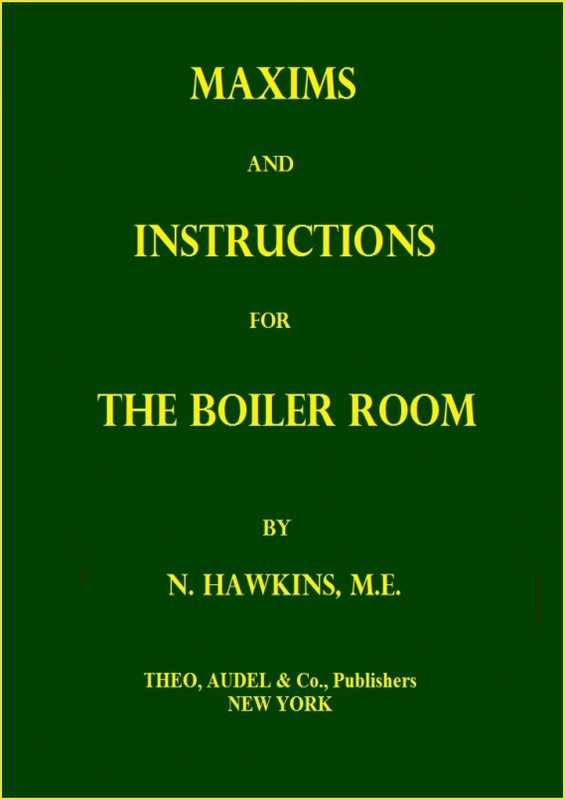 MAXIMS
AND
INSTRUCTIONS
FOR
THE BOILER ROOM
BY
N. HAWKINS, M.E.
THEO, AUDEL & Co., Publishers
NEW YORK